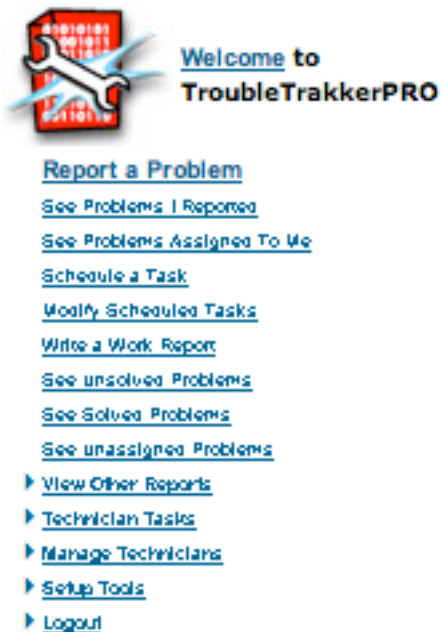 Welcome to
TroubleTrakkerPRO
Report a Problem
See Problems I Reported
See Problems Assigned To Me
Schedule a Task
Modify Scheduled Tasks
Write a Work Report
See unsolved Problems
See Solved Problems
See unassigned Problems
View Other Reports
Technician Tasks
Manage Technicians
Setup Tools
Logout